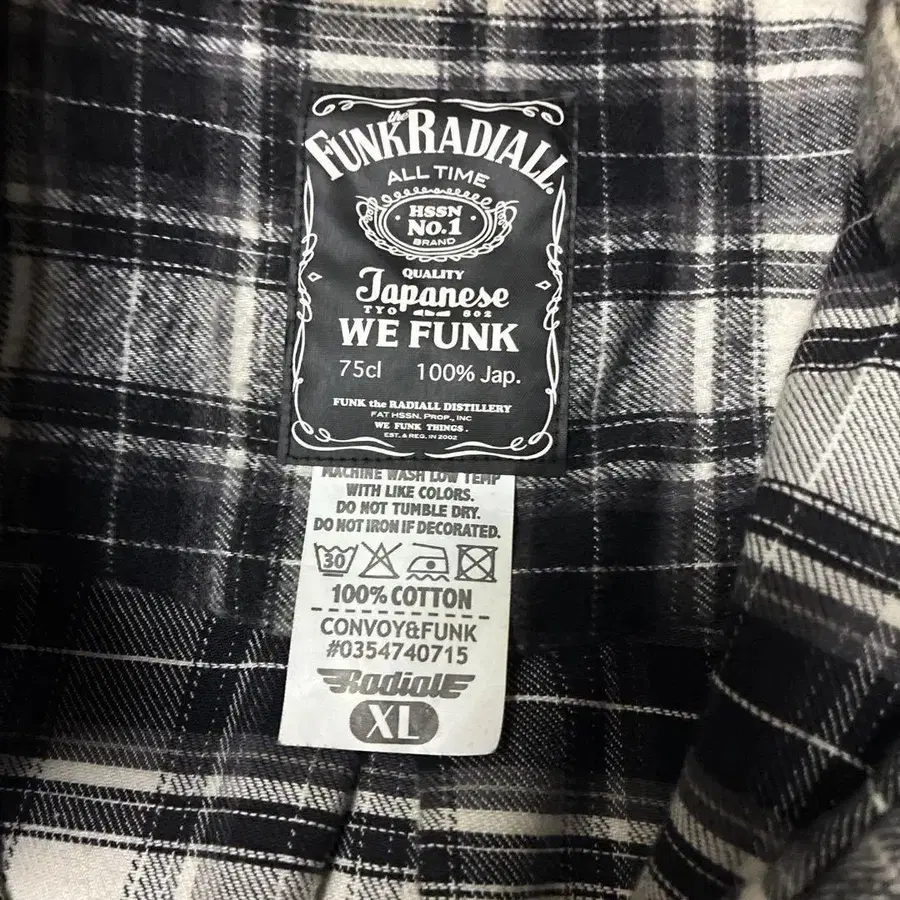 the
FUNKRADIALL
ALL TIME
HSSN
No.1
BRAND
QUALITY
Japanese
TYO 802
WE FUNK
75cl 100% Jap.
FUNK the RADIALL DISTILLERY
FAT HSSN. PROP., INC
WE FUNK THINGS.
EST. & REG. IN 2002
MACHINE WASH LOW TEMP
WITH LIKE COLORS.
DO NOT TUMBLE DRY.
DO NOT IRON IF DECORATED.
30
100% COTTON
CONVOY&FUNK
#0354740715
RadiaLL
XL